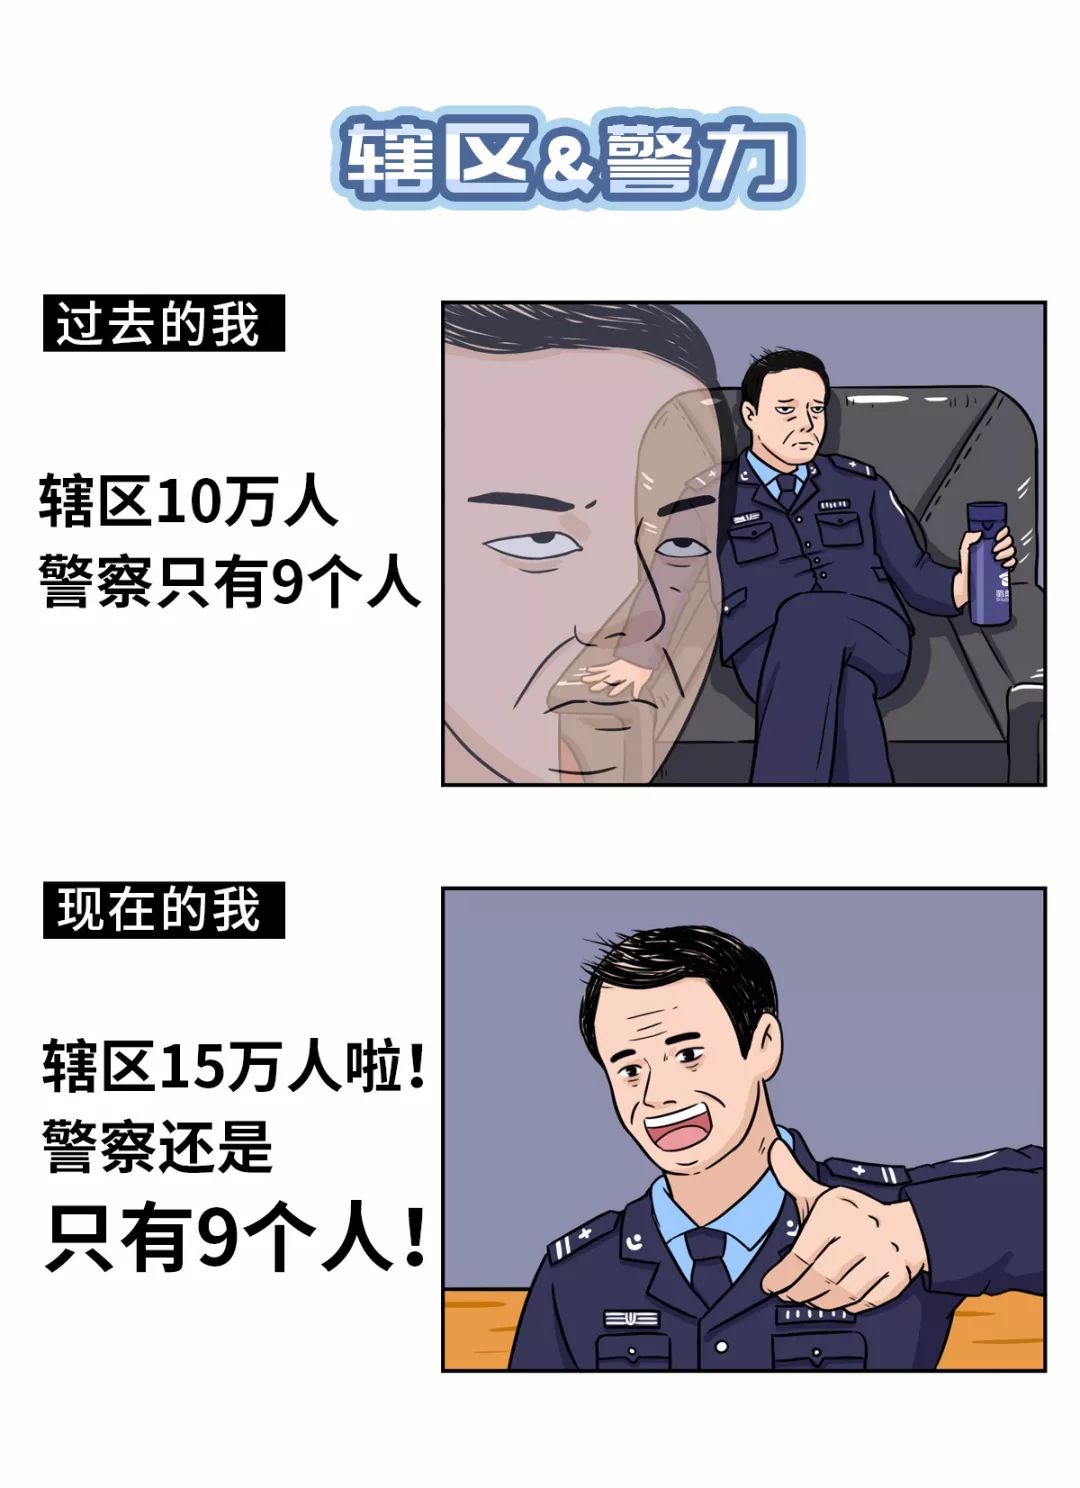 辖区&警力
过去的我
辖区10万人
警察只有9个人
现在的我
辖区15万人啦！
警察还是
只有9个人！